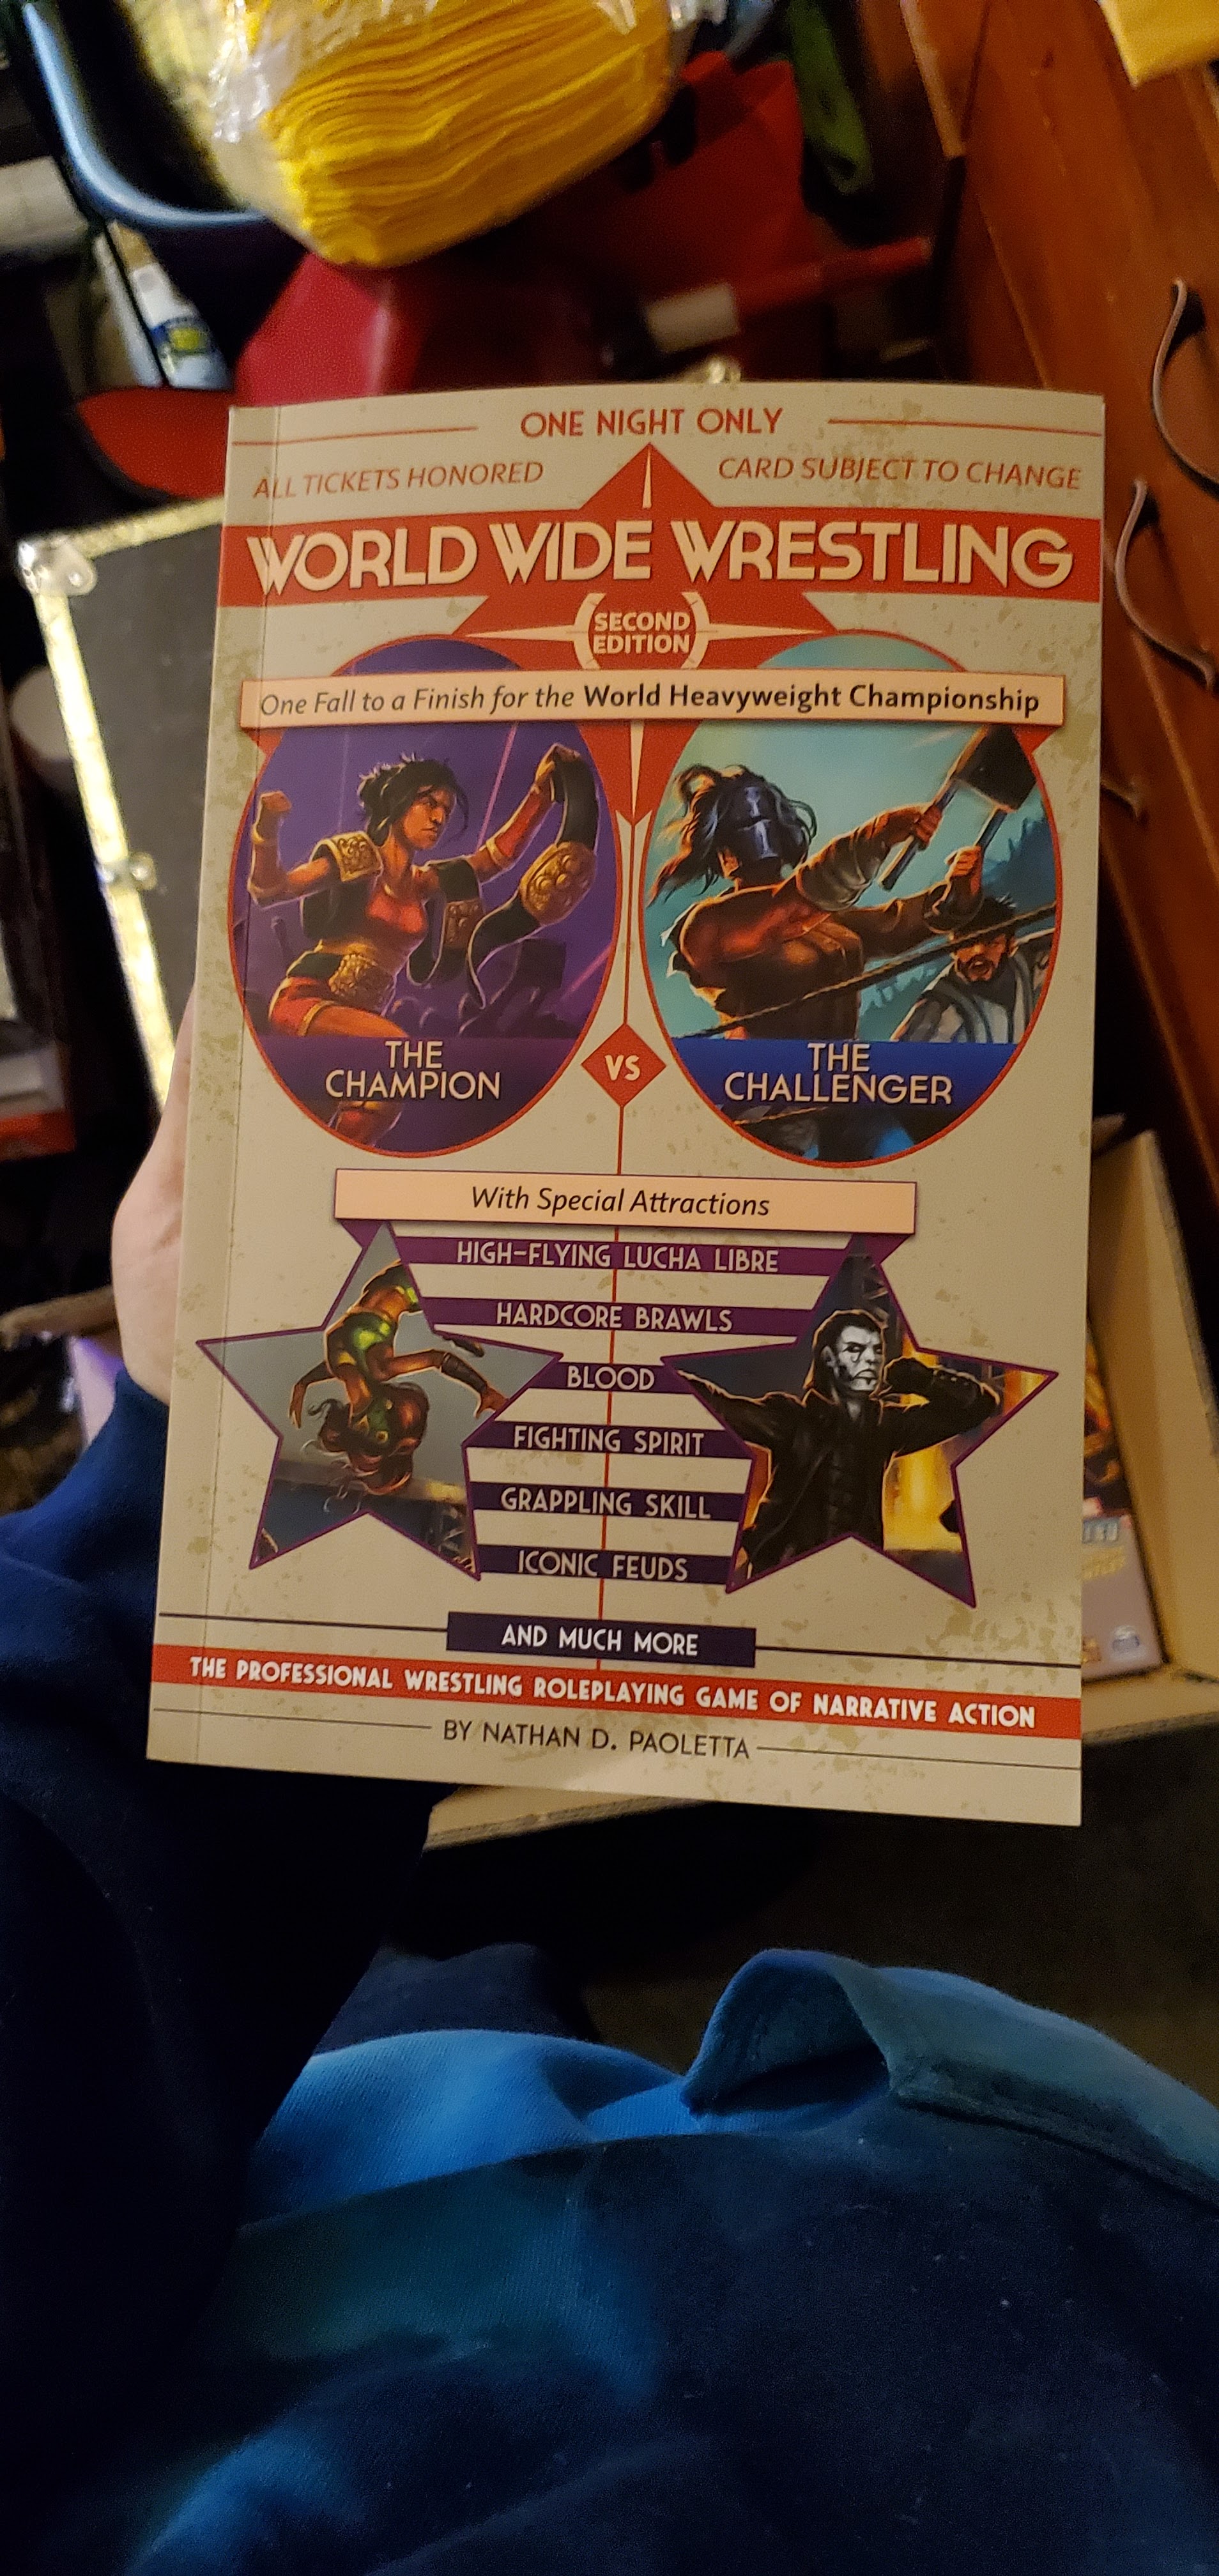 ONE NIGHT ONLY
ALL TICKETS HONORED
CARD SUBJECT TO CHANGE
WORLD WIDE WRESTLING
SECOND
EDITION
One Fall to a Finish for the World Heavyweight Championship
THE
CHAMPION
VS
THE
CHALLENGER
With Special Attractions
HIGH-FLYING LUCHA LIBRE
HARDCORE BRAWLS
BLOOD
FIGHTING SPIRIT
GRAPPLING SKILL
ICONIC FEUDS
AND MUCH MORE
THE PROFESSIONAL WRESTLING ROLEPLAYING GAME OF NARRATIVE ACTION
BY NATHAN D. PAOLETTA